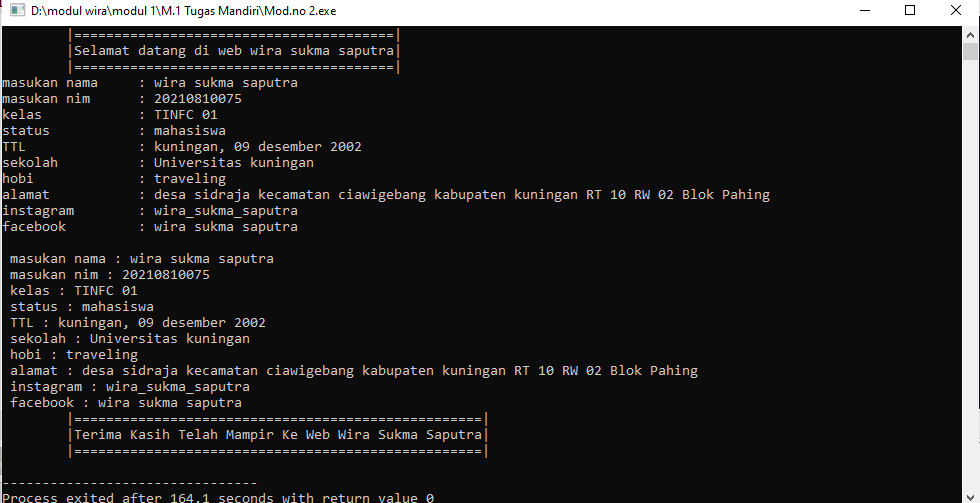 D:\modul wira\modul 1\M.1 Tugas Mandiri\Mod.no 2.exe
|========================================|
|Selamat datang di web wira sukma saputra|
|========================================|
masukan nama     : wira sukma saputra
masukan nim      : 20210810075
kelas            : TINFC 01
status           : mahasiswa
TTL              : kuningan, 09 desember 2002
sekolah          : Universitas kuningan
hobi             : traveling
alamat           : desa sidraja kecamatan ciawigebang kabupaten kuningan RT 10 RW 02 Blok Pahing
instagram        : wira_sukma_saputra
facebook         : wira sukma saputra
masukan nama : wira sukma saputra
masukan nim : 20210810075
kelas : TINFC 01
status : mahasiswa
TTL : kuningan, 09 desember 2002
sekolah : Universitas kuningan
hobi : traveling
alamat : desa sidraja kecamatan ciawigebang kabupaten kuningan RT 10 RW 02 Blok Pahing
instagram : wira_sukma_saputra
facebook : wira sukma saputra
|===================================================|
|Terima Kasih Telah Mampir Ke Web Wira Sukma Saputra|
|===================================================|
--------------------------------
Process exited after 164.1 seconds with return value 0